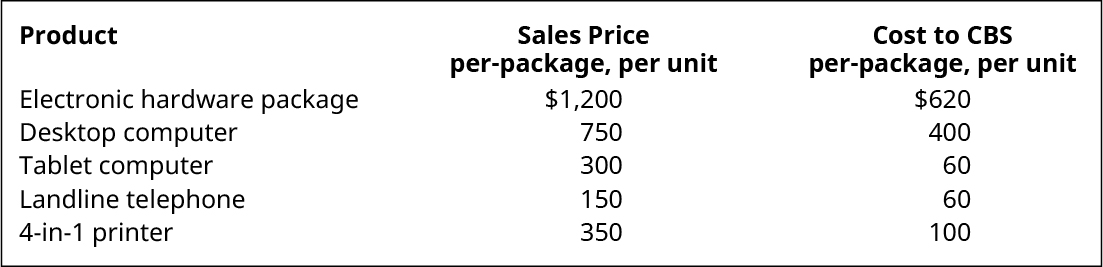 Product Sales Price Cost to CBS
per-package, per unit per-package, per unit
Electronic hardware package $1,200 $620
Desktop computer 750 400
Tablet computer 300 60
Landline telephone 150 60
4-in-1 printer 350 100